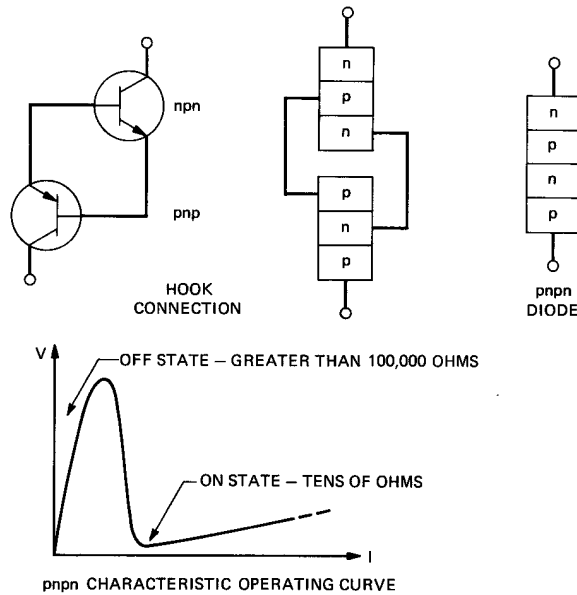 npn
pnp
HOOK
CONNECTION
n
p
n
p
n
p
n
p
n
p
pnpn
DIODE
V
OFF STATE – GREATER THAN 100,000 OHMS
ON STATE – TENS OF OHMS
I
pnpn CHARACTERISTIC OPERATING CURVE